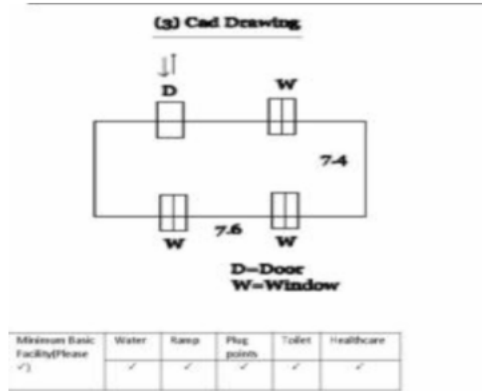 (3) Cad Drawing
↓↑
D W
7.4
W 7.6 W
D=Door
W=Window
Minimum Basic Water Ramp Plug Toilet Healthcare
Facility(Please points
✓) ✓ ✓ ✓ ✓ ✓